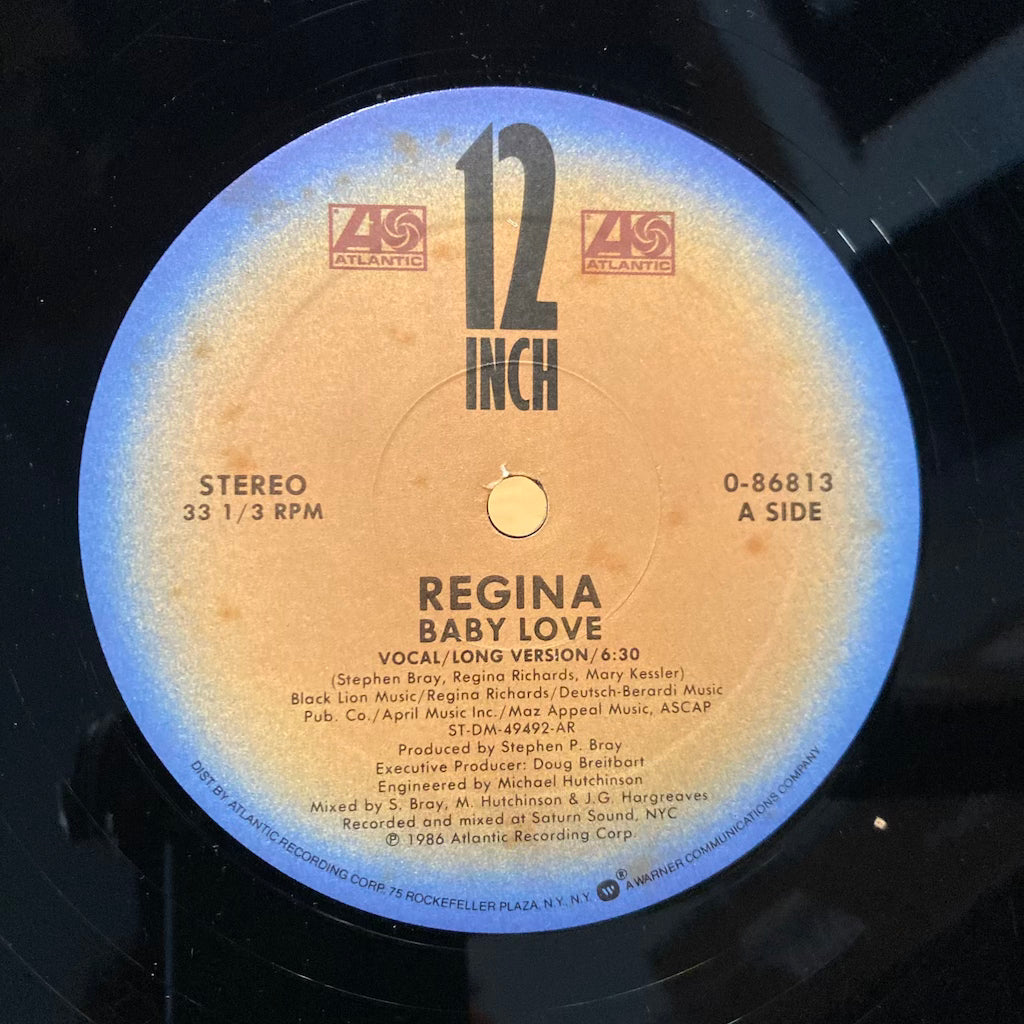 12
INCH
ATLANTIC
ATLANTIC
STEREO
33 1/3 RPM
0-86813
A SIDE
REGINA
BABY LOVE
VOCAL/LONG VERSION/6:30
(Stephen Bray, Regina Richards, Mary Kessler)
Black Lion Music/Regina Richards/Deutsch-Berardi Music
Pub. Co./April Music Inc./Maz Appeal Music, ASCAP
ST-DM-49492-AR
Produced by Stephen P. Bray
Executive Producer: Doug Breitbart
Engineered by Michael Hutchinson
Mixed by S. Bray, M. Hutchinson & J.G. Hargreaves
Recorded and mixed at Saturn Sound, NYC
℗ 1986 Atlantic Recording Corp.
DIST. BY ATLANTIC RECORDING CORP. 75 ROCKEFELLER PLAZA, N.Y. N.Y. W ® A WARNER COMMUNICATIONS COMPANY